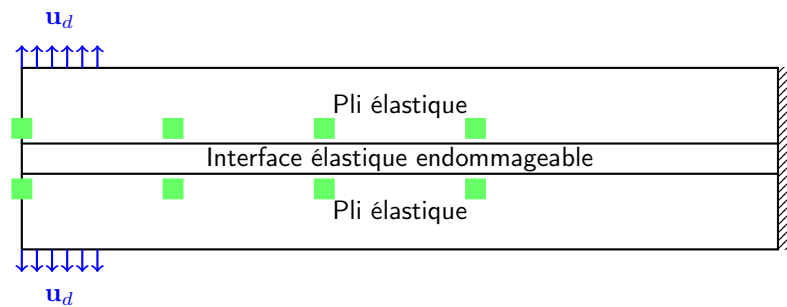 u_d
Pli élastique
Interface élastique endommageable
Pli élastique
u_d